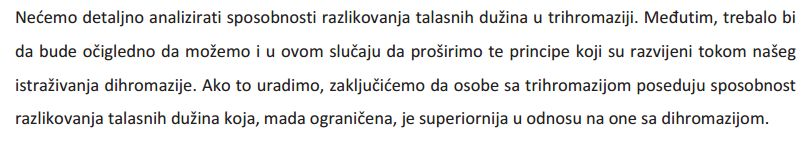 Nećemo detaljno analizirati sposobnosti razlikovanja talasnih dužina u trihromaziji. Međutim, trebalo bi
da bude očigledno da možemo i u ovom slučaju da proširimo te principe koji su razvijeni tokom našeg
istraživanja dihromazije. Ako to uradimo, zaključićemo da osobe sa trihromazijom poseduju sposobnost
razlikovanja talasnih dužina koja, mada ograničena, je superiornija u odnosu na one sa dihromazijom.